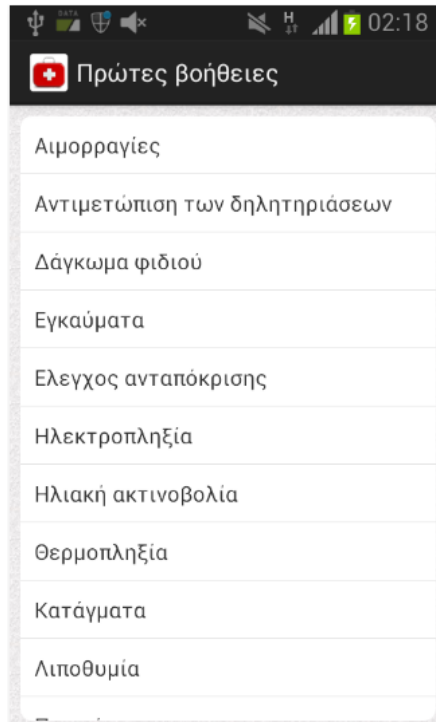 DATA
H
02:18
Πρώτες βοήθειες
Αιμορραγίες
Αντιμετώπιση των δηλητηριάσεων
Δάγκωμα φιδιού
Εγκαύματα
Ελεγχος ανταπόκρισης
Ηλεκτροπληξία
Ηλιακή ακτινοβολία
Θερμοπληξία
Κατάγματα
Λιποθυμία